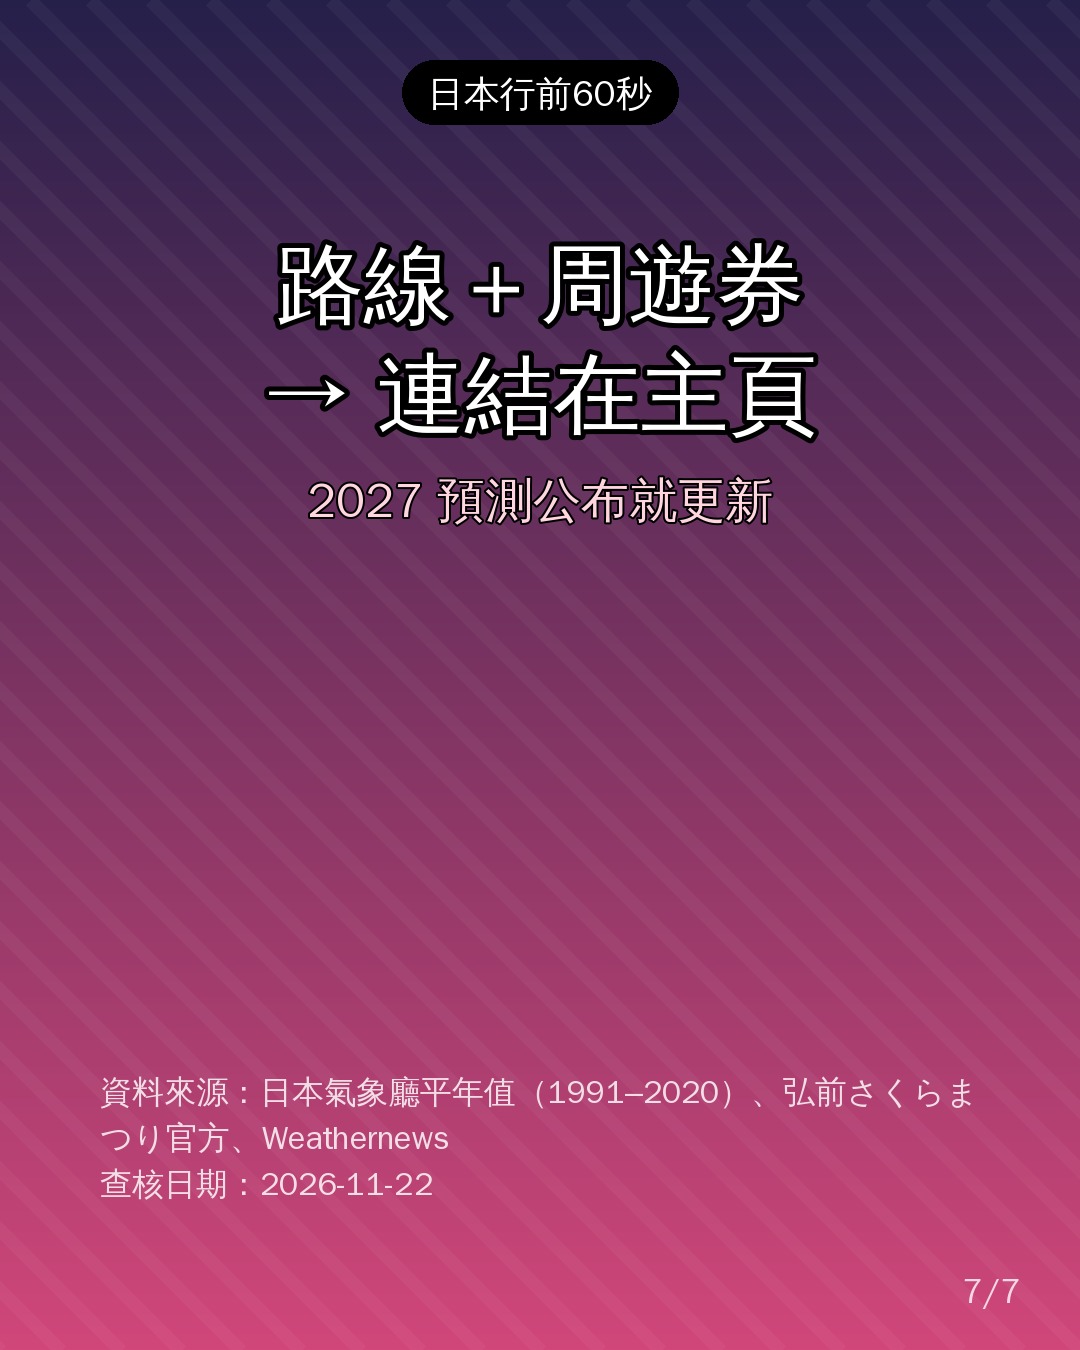 日本行前60秒
路線＋周遊券
→ 連結在主頁
2027 預測公布就更新
資料來源：日本氣象廳平年值（1991–2020）、弘前さくらま
つり官方、Weathernews
查核日期：2026-11-22
7/7